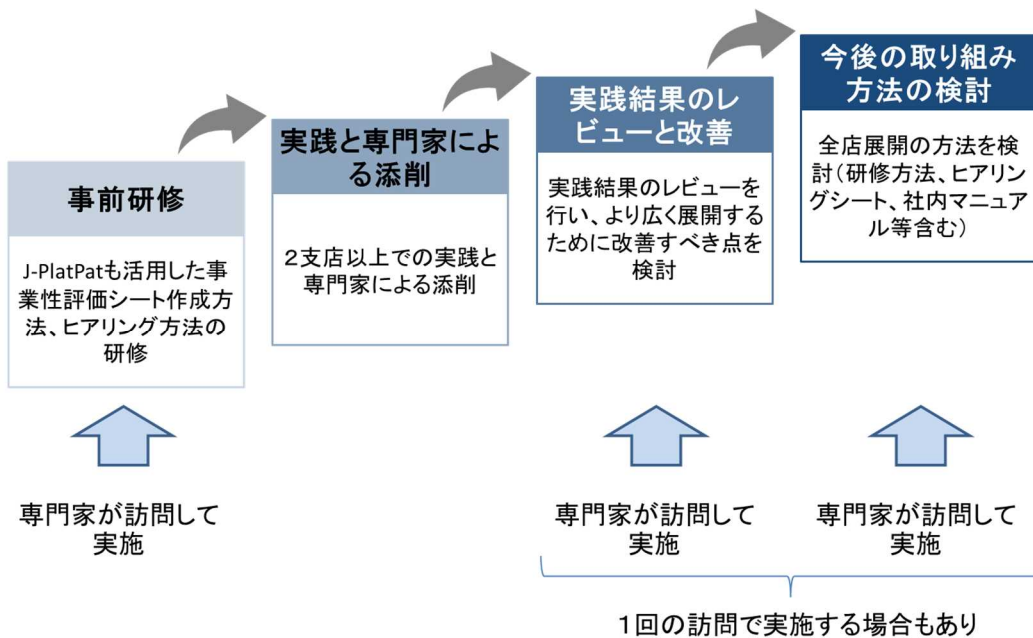 事前研修
J-PlatPatも活用した事
業性評価シート作成方
法、ヒアリング方法の
研修
実践と専門家によ
る添削
２支店以上での実践と
専門家による添削
実践結果のレ
ビューと改善
実践結果のレビューを
行い、より広く展開する
ために改善すべき点を
検討
今後の取り組み
方法の検討
全店展開の方法を検
討（研修方法、ヒアリン
グシート、社内マニュア
ル等含む）
専門家が訪問して
実施
専門家が訪問して
実施
専門家が訪問して
実施
１回の訪問で実施する場合もあり